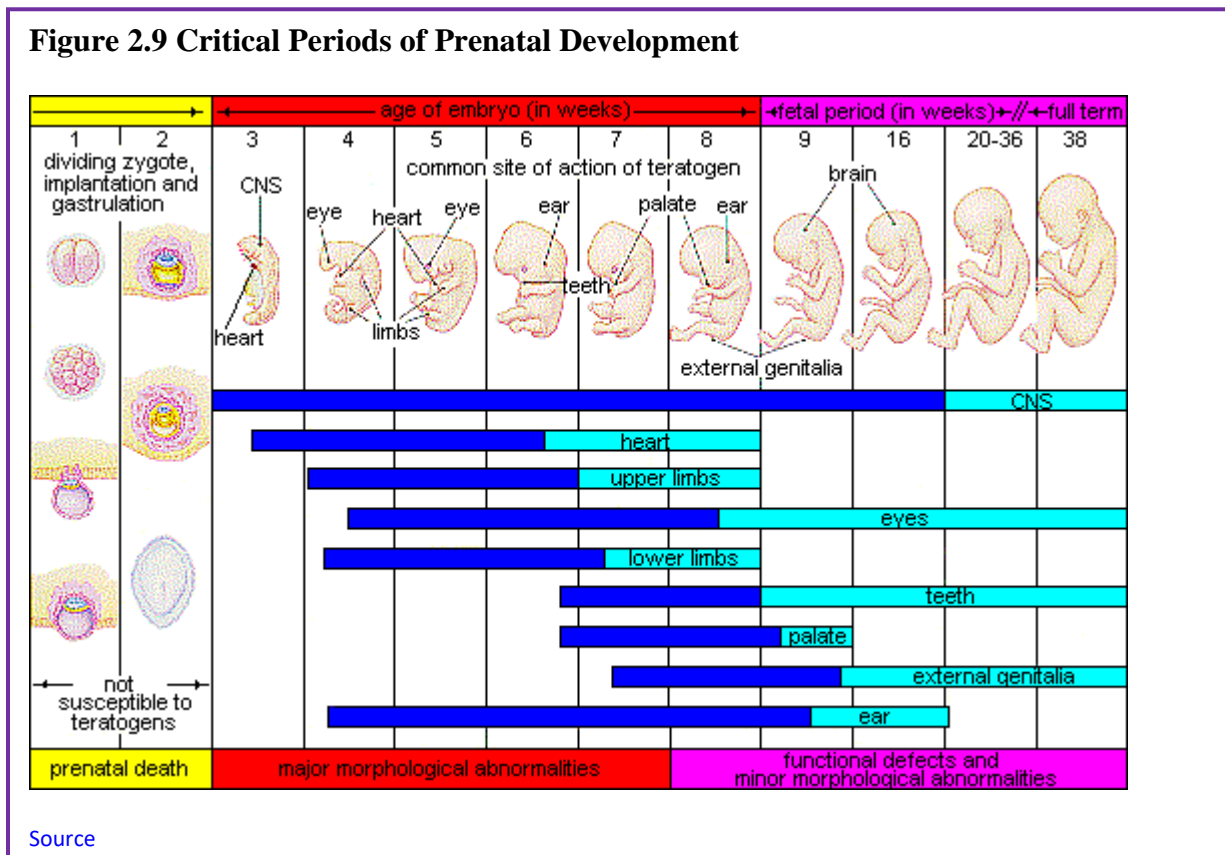 Figure 2.9 Critical Periods of Prenatal Development
age of embryo (in weeks)
fetal period (in weeks)
full term
1 2 3 4 5 6 7 8 9 16 20-36 38
dividing zygote,
implantation and
gastrulation
common site of action of teratogen
CNS
eye
heart
eye
ear
palate
ear
brain
heart
limbs
teeth
external genitalia
CNS
heart
upper limbs
eyes
lower limbs
teeth
palate
external genitalia
ear
not
susceptible to
teratogens
prenatal death
major morphological abnormalities
functional defects and
minor morphological abnormalities
Source